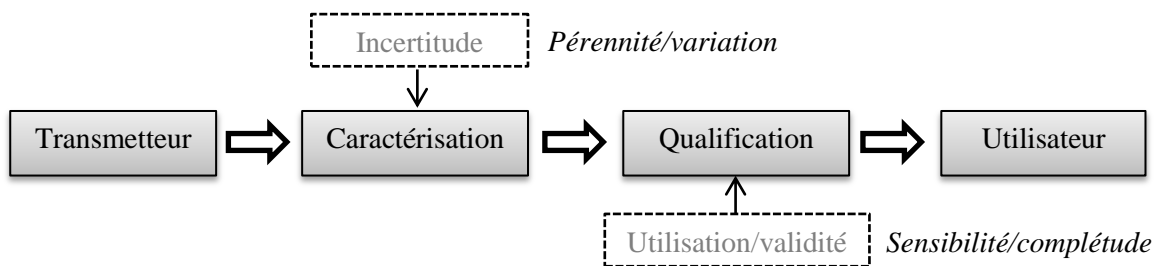 Incertitude Pérennité/variation
Transmetteur Caractérisation Qualification Utilisateur
Utilisation/validité Sensibilité/complétude